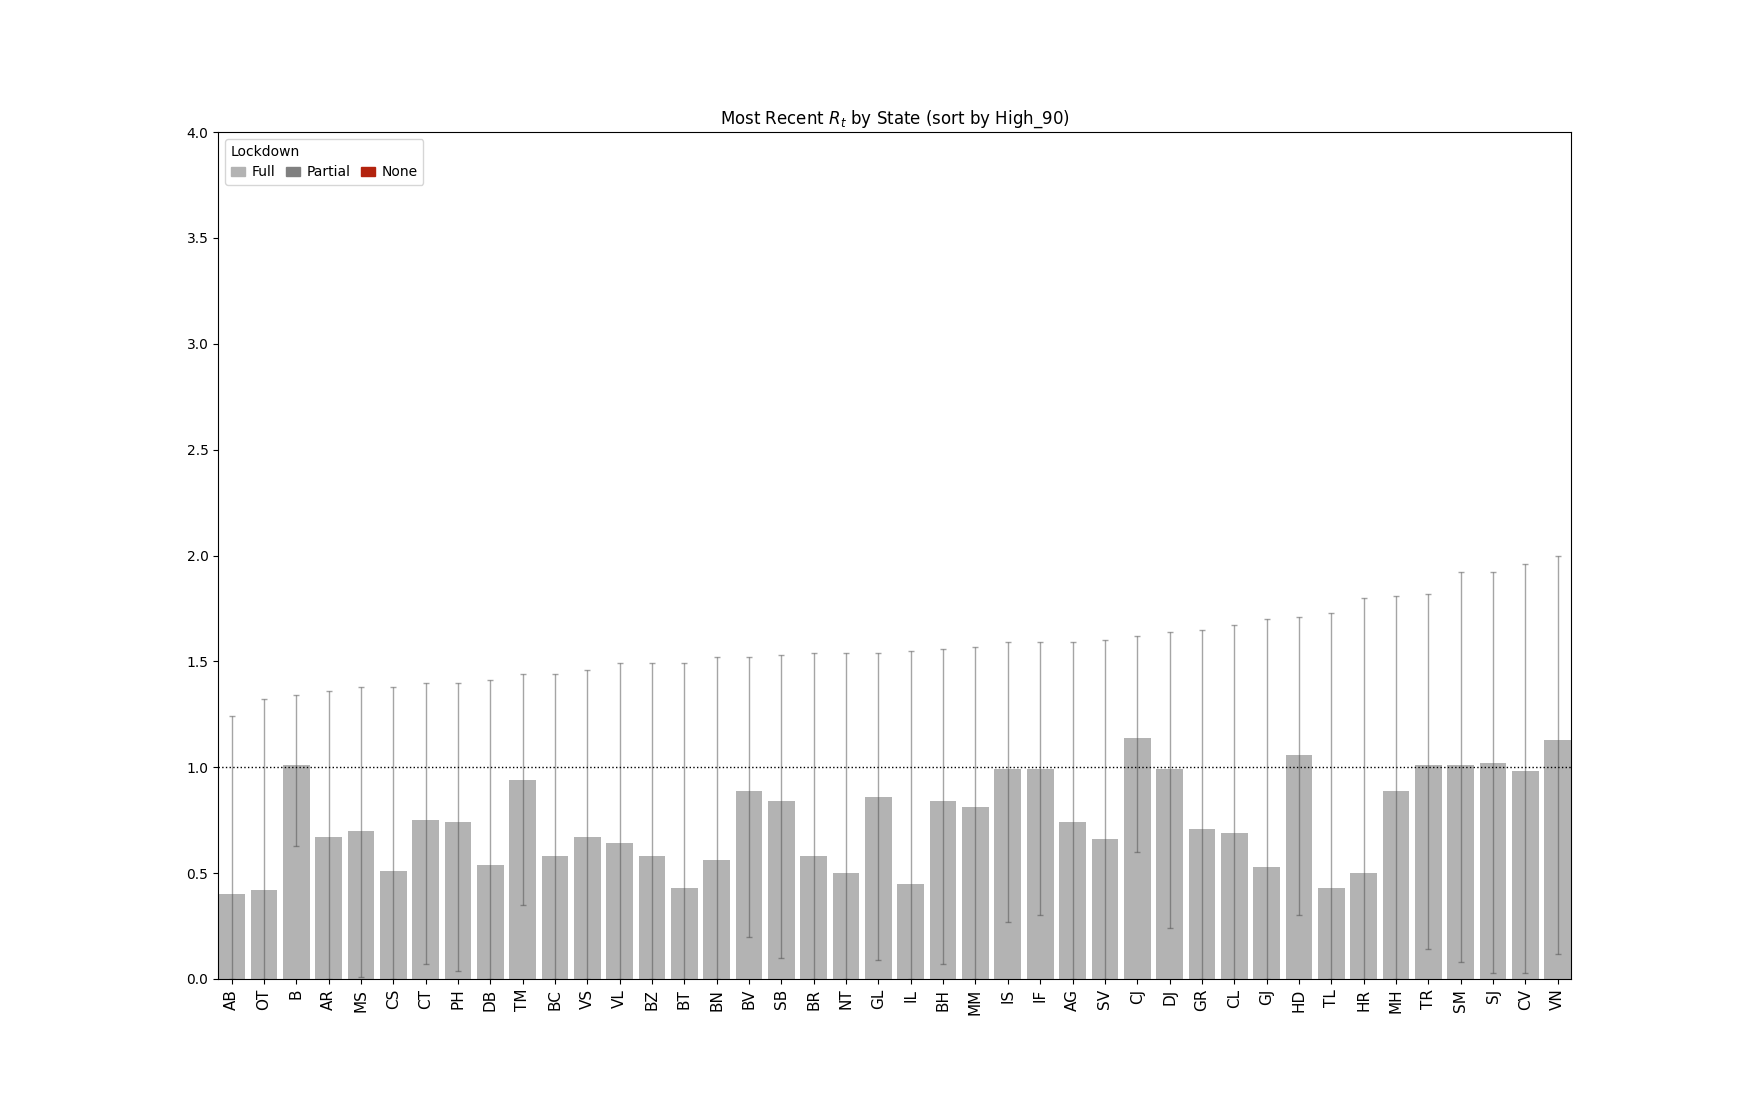 Most Recent R_t by State (sort by High_90)
4.0
Lockdown
Full Partial None
3.5
3.0
2.5
2.0
1.5
1.0
0.5
0.0
AB OT B AR MS CS CT PH DB TM BC VS VL BZ BT BN BV SB BR NT GL IL BH MM IS IF AG SV CJ DJ GR CL GJ HD TL HR MH TR SM SJ CV VN